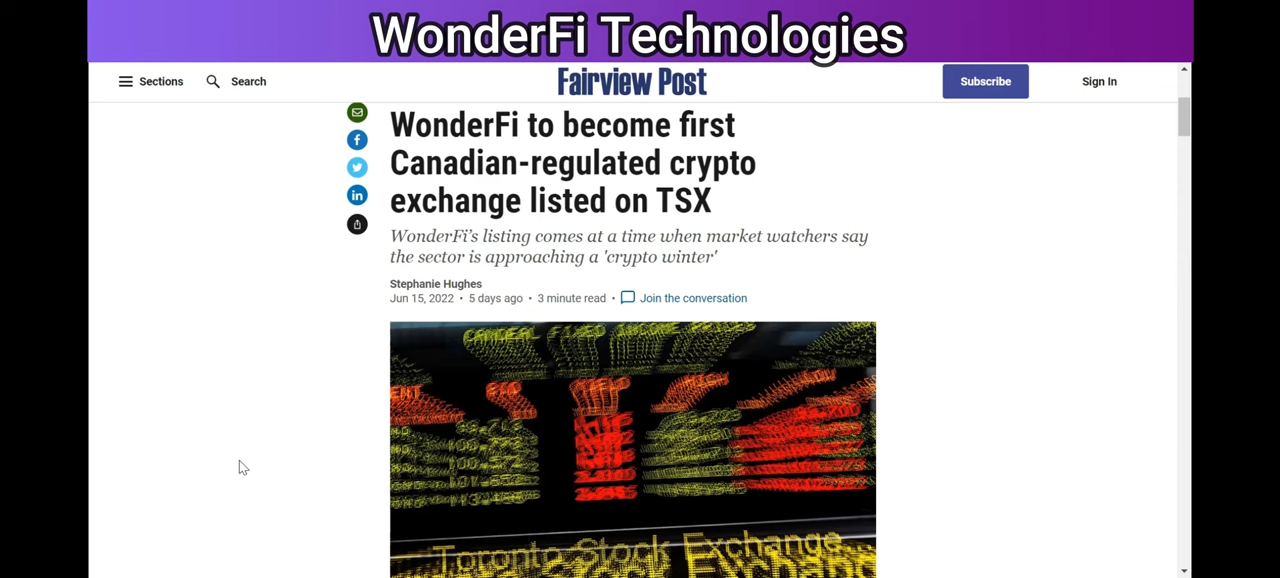 WonderFi Technologies
Sections
Search
Fairview Post
Subscribe
Sign In
WonderFi to become first
Canadian-regulated crypto
exchange listed on TSX
WonderFi's listing comes at a time when market watchers say
the sector is approaching a 'crypto winter'
Stephanie Hughes
Jun 15, 2022 • 5 days ago • 3 minute read • Join the conversation
Toronto Stock Exchange